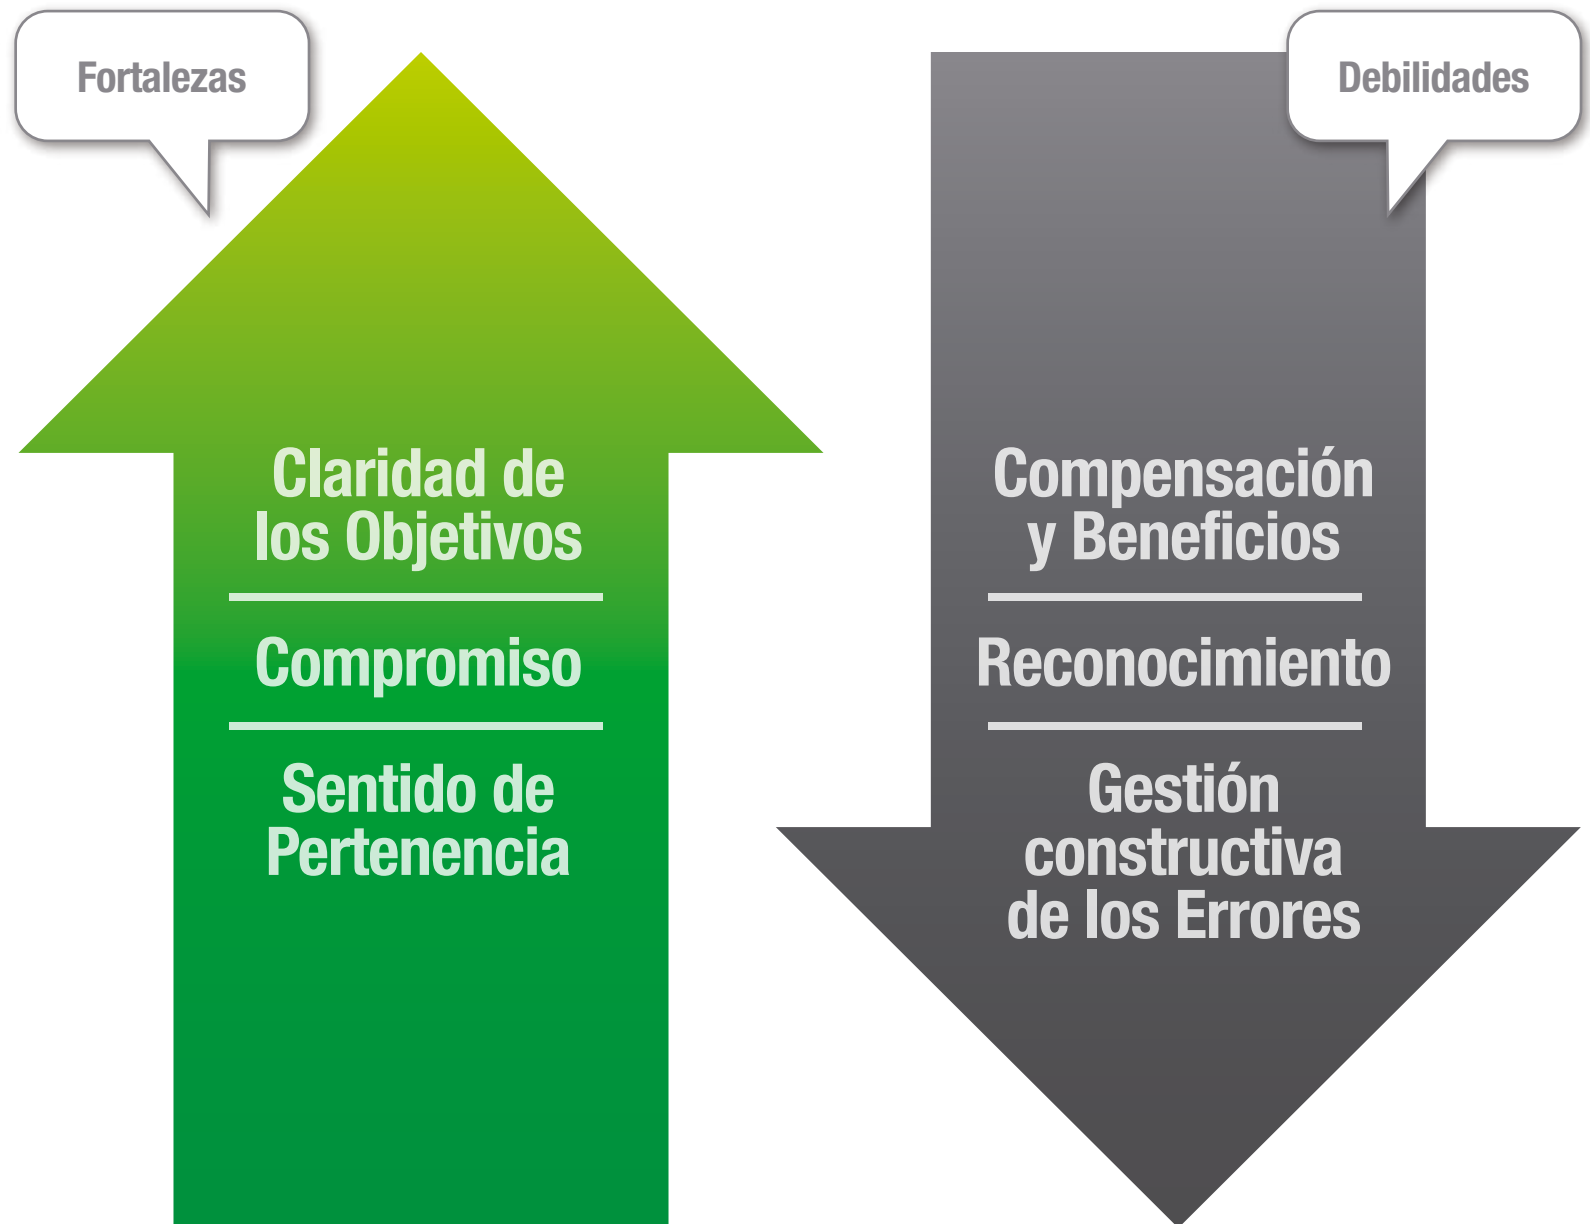 Fortalezas
Claridad de
los Objetivos
Compromiso
Sentido de
Pertenencia
Debilidades
Compensación
y Beneficios
Reconocimiento
Gestión
constructiva
de los Errores